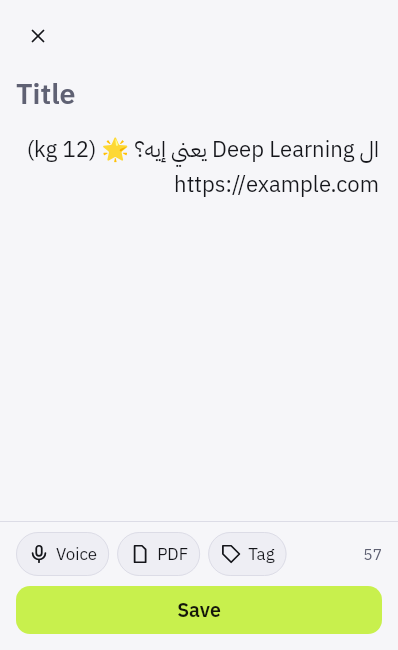 Title
ال Deep Learning يعني إيه؟ 🌟 (12 kg)
https://example.com
Voice
PDF
Tag
57
Save